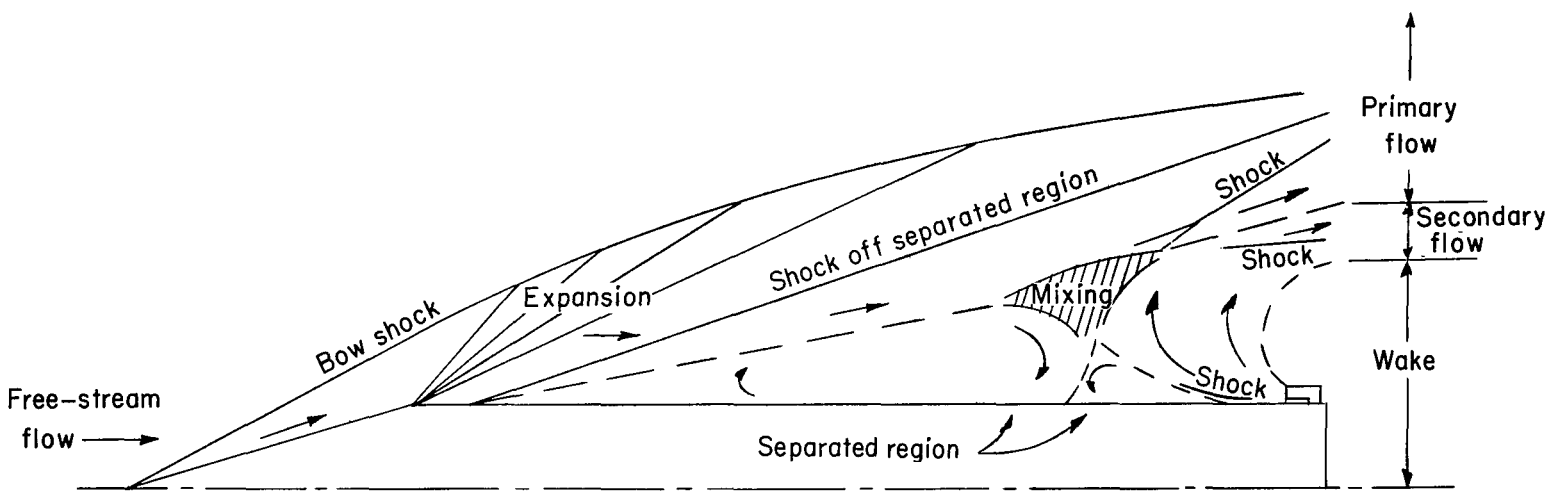 Free-stream
flow
Bow shock
Expansion
Shock off separated region
Mixing
Separated region
Shock
Shock
Shock
Primary
flow
Secondary
flow
Wake